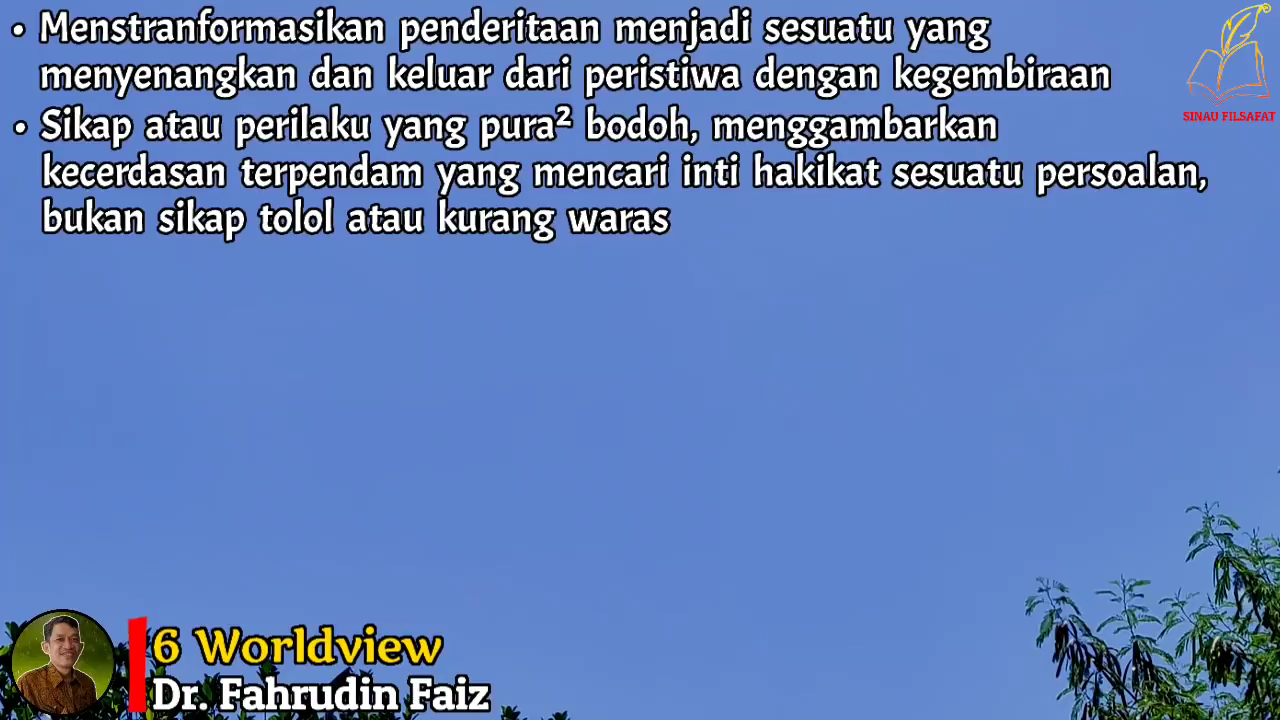 • Menstranformasikan penderitaan menjadi sesuatu yang
menyenangkan dan keluar dari peristiwa dengan kegembiraan
• Sikap atau perilaku yang pura² bodoh, menggambarkan
kecerdasan terpendam yang mencari inti hakikat sesuatu persoalan,
bukan sikap tolol atau kurang waras
SINAU FILSAFAT
6 Worldview
Dr. Fahrudin Faiz